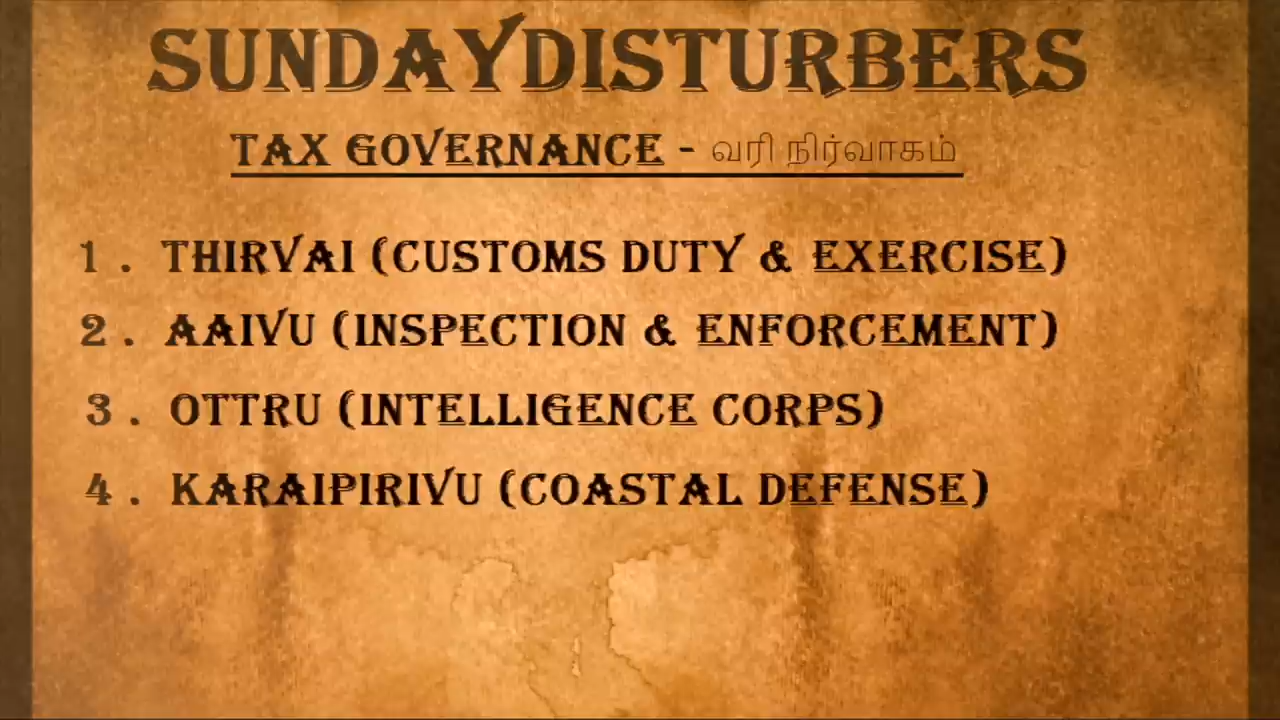 SUNDAYDISTURBERS
TAX GOVERNANCE - வரி நிர்வாகம்
1. THIRVAI (CUSTOMS DUTY & EXERCISE)
2. AAIVU (INSPECTION & ENFORCEMENT)
3. OTTRU (INTELLIGENCE CORPS)
4. KARAIPIRIVU (COASTAL DEFENSE)